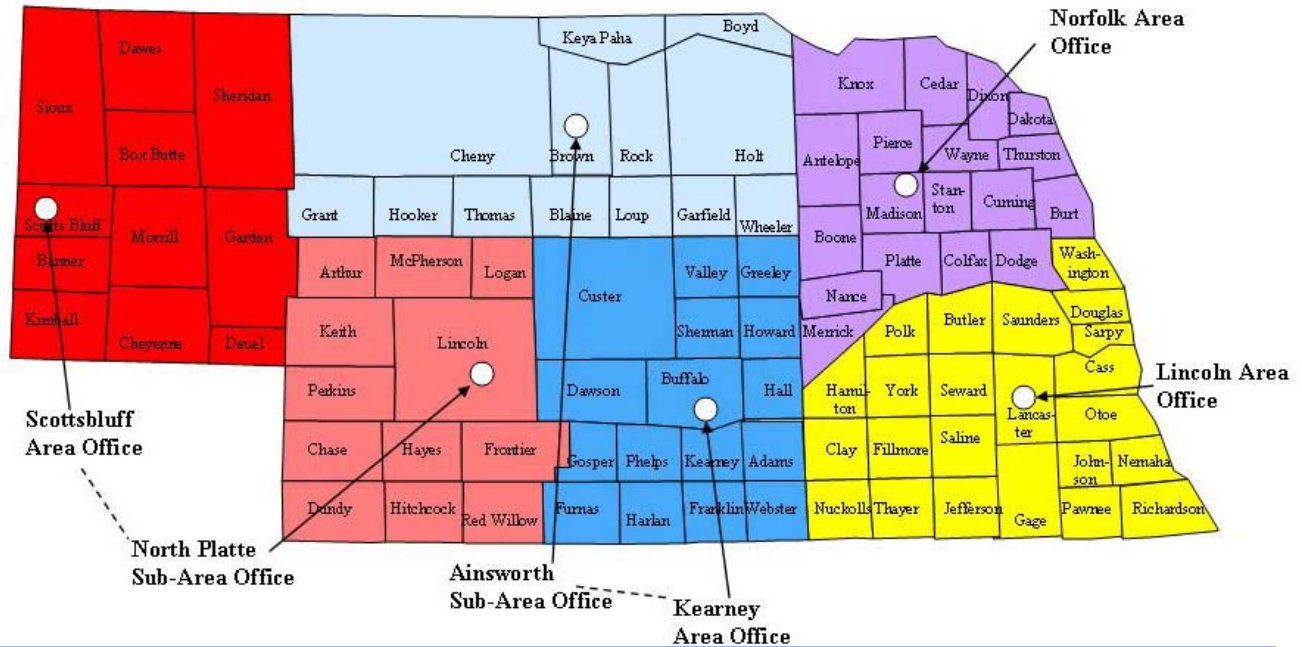 Norfolk Area
Office
Boyd
Keya Paha
Dawes
Knox
Cedar
Dixon
Sioux
Sheridan
Dakota
Pierce
Box Butte
Cherry
Brown
Rock
Holt
Antelope
Wayne
Thurston
Stan-
ton
Cuming
Grant
Hooker
Thomas
Blaine
Loup
Garfield
Wheeler
Madison
Burt
Scotts Bluff
Morrill
Garden
Boone
Banner
Arthur
McPherson
Logan
Valley
Greeley
Platte
Colfax
Dodge
Wash-
ington
Custer
Nance
Kimball
Cheyenne
Deuel
Keith
Lincoln
Sherman
Howard
Merrick
Polk
Butler
Saunders
Douglas
Sarpy
Cass
Perkins
Dawson
Buffalo
Hall
Hamil-
ton
York
Seward
Lancas-
ter
Otoe
Lincoln Area
Office
Scottsbluff
Area Office
Chase
Hayes
Frontier
Gosper
Phelps
Kearney
Adams
Clay
Fillmore
Saline
John-
son
Nemaha
Dundy
Hitchcock
Red Willow
Furnas
Harlan
Franklin
Webster
Nuckolls
Thayer
Jefferson
Gage
Pawnee
Richardson
North Platte
Sub-Area Office
Ainsworth
Sub-Area Office
Kearney
Area Office